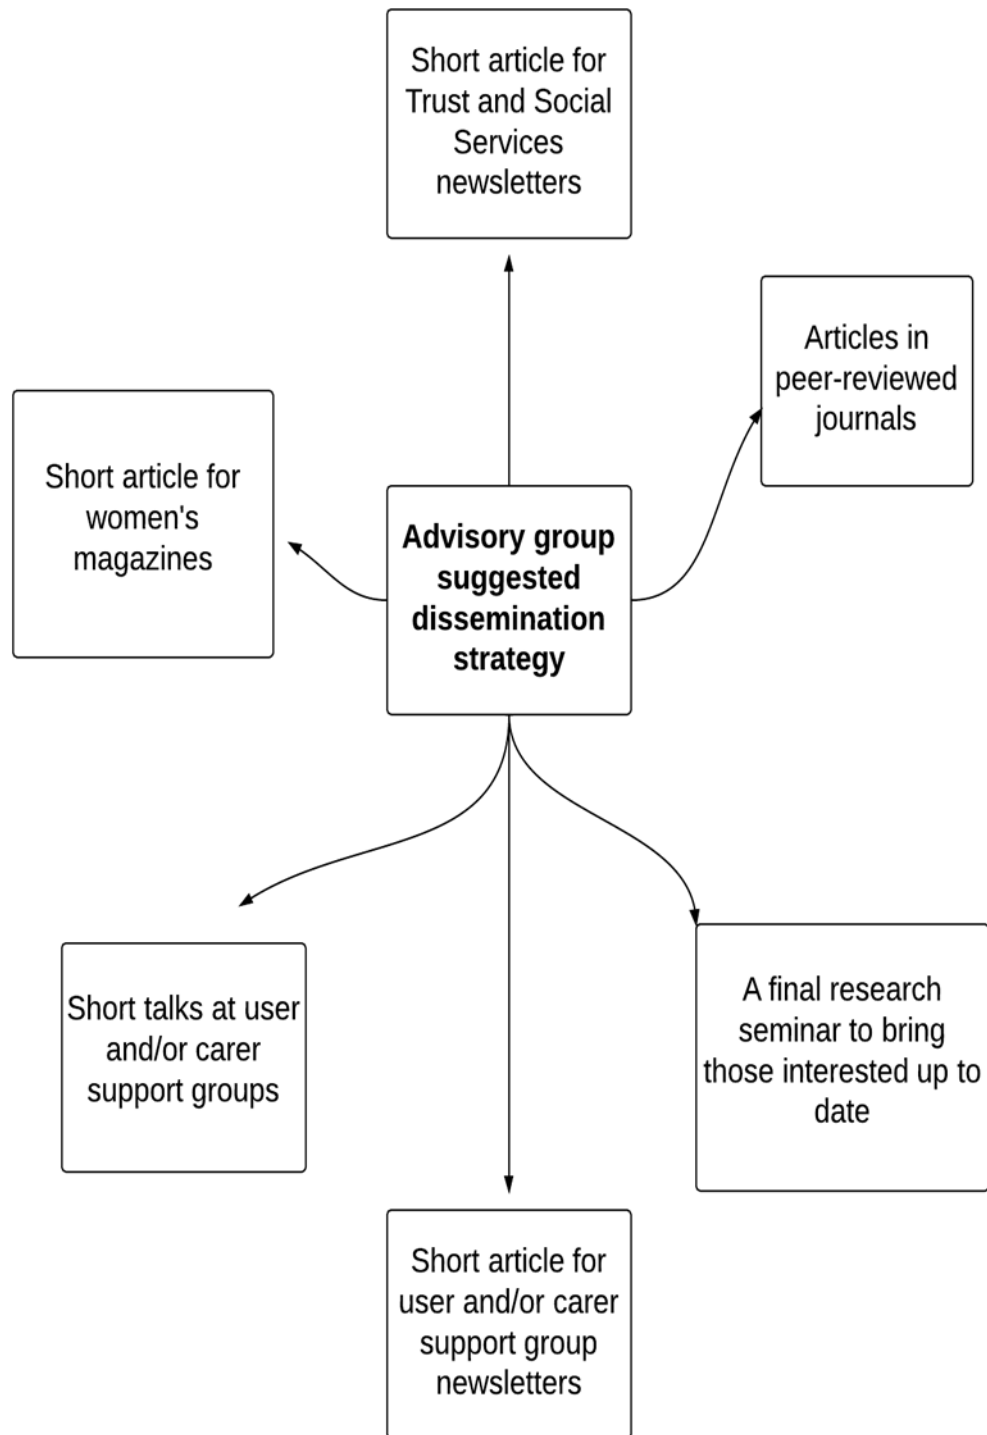 Short article for
Trust and Social
Services
newsletters
Articles in
peer-reviewed
journals
Short article for
women's
magazines
Advisory group
suggested
dissemination
strategy
Short talks at user
and/or carer
support groups
A final research
seminar to bring
those interested up to
date
Short article for
user and/or carer
support group
newsletters